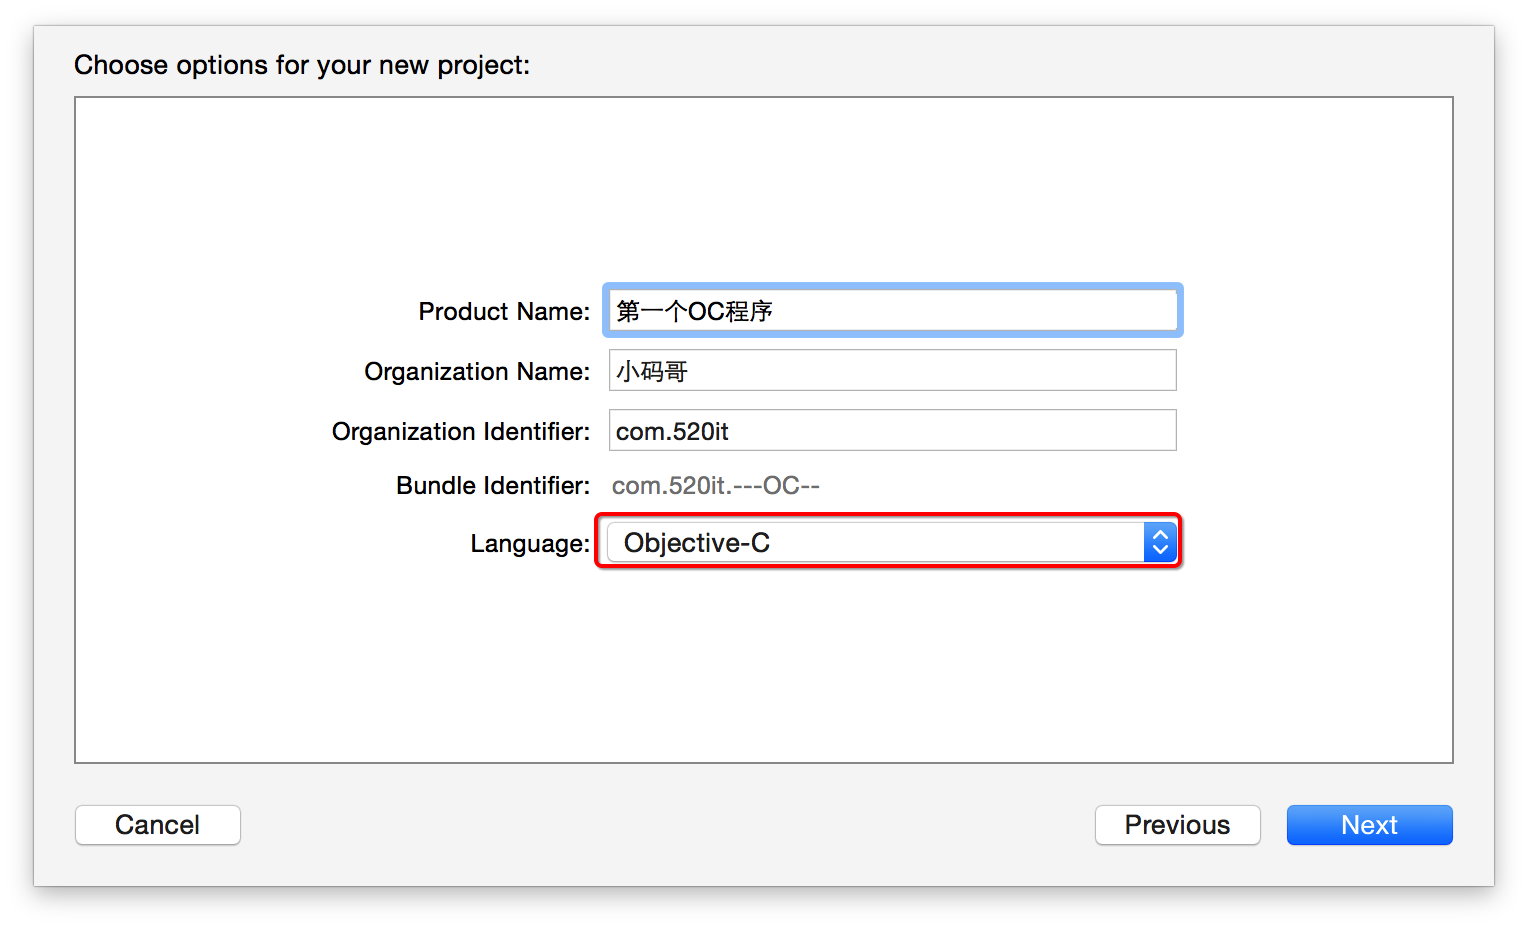 Choose options for your new project:
Product Name: 第一个OC程序
Organization Name: 小码哥
Organization Identifier: com.520it
Bundle Identifier: com.520it.---OC--
Language: Objective-C
Cancel Previous Next